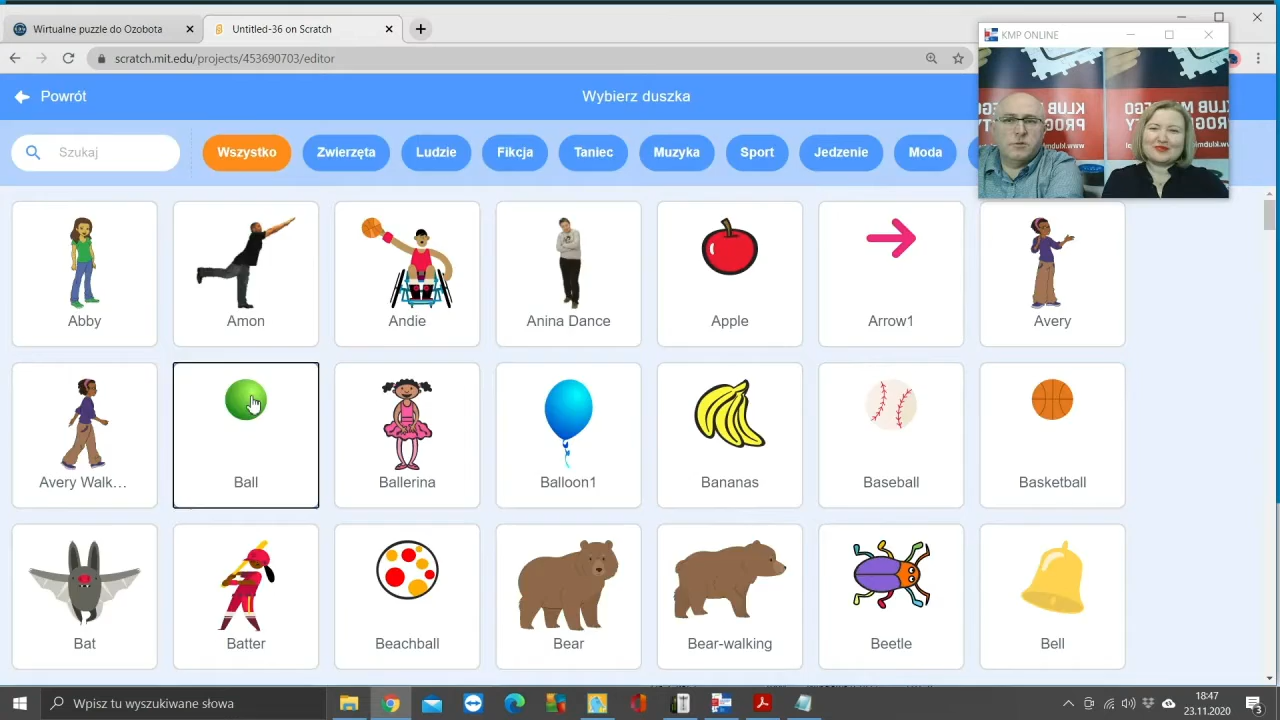 Wirtualne puzzle do Ozobota
Untitled-36 on Scratch
KMP ONLINE
scratch.mit.edu/projects/453690703/editor
Powrót
Wybierz duszka
Szukaj
Wszystko
Zwierzęta
Ludzie
Fikcja
Taniec
Muzyka
Sport
Jedzenie
Moda
Abby
Amon
Andie
Anina Dance
Apple
Arrow1
Avery
Avery Walk...
Ball
Ballerina
Balloon1
Bananas
Baseball
Basketball
Bat
Batter
Beachball
Bear
Bear-walking
Beetle
Bell
Wpisz tu wyszukiwane słowa
18:47
23.11.2020
3